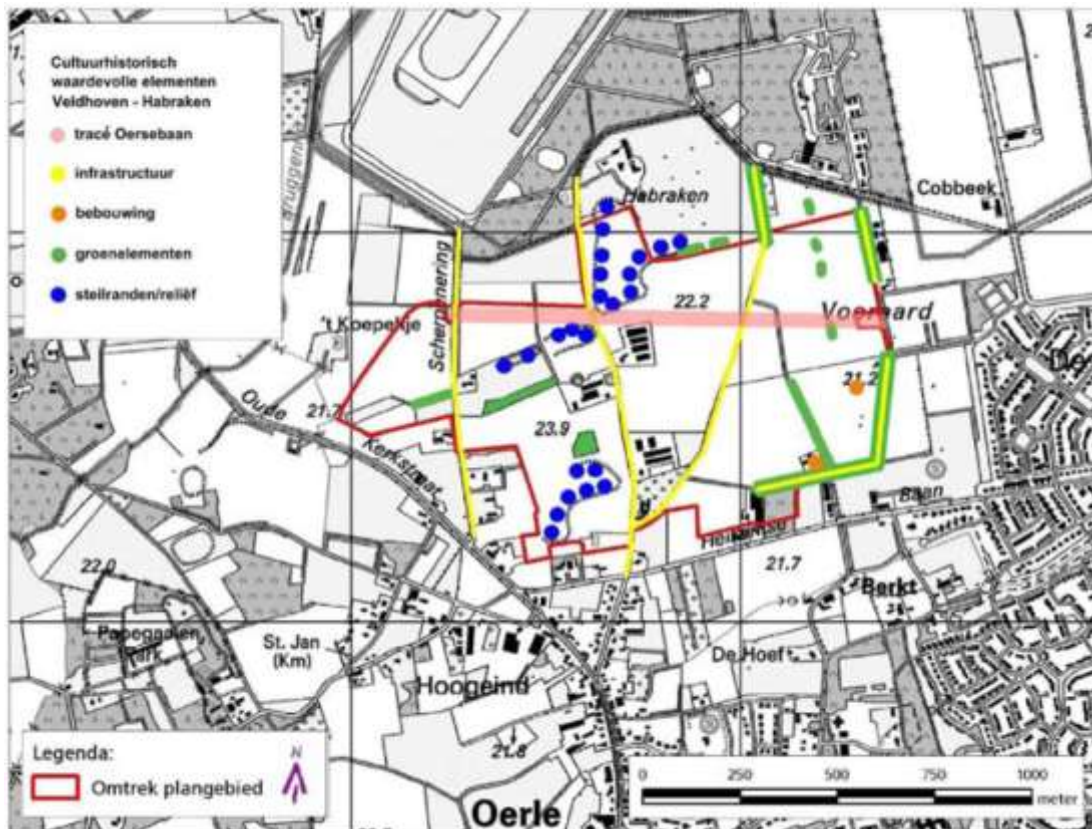 Cultuurhistorisch
waardevolle elementen
Veldhoven - Habraken
tracé Oersebaan
infrastructuur
bebouwing
groenelementen
steilranden/reliëf
Habraken
Cobbeek
Scherpenering
22.2
't Koepeltje
21.7
Oude
Kerkstraat
23.9
21.2
Baan
22.0
21.7
Berkt
St. Jan
(Km)
De Hoef
Hoogeind
21.8
Oerle
Legenda:
Omtrek plangebied
N
0 250 500 750 1000
meter